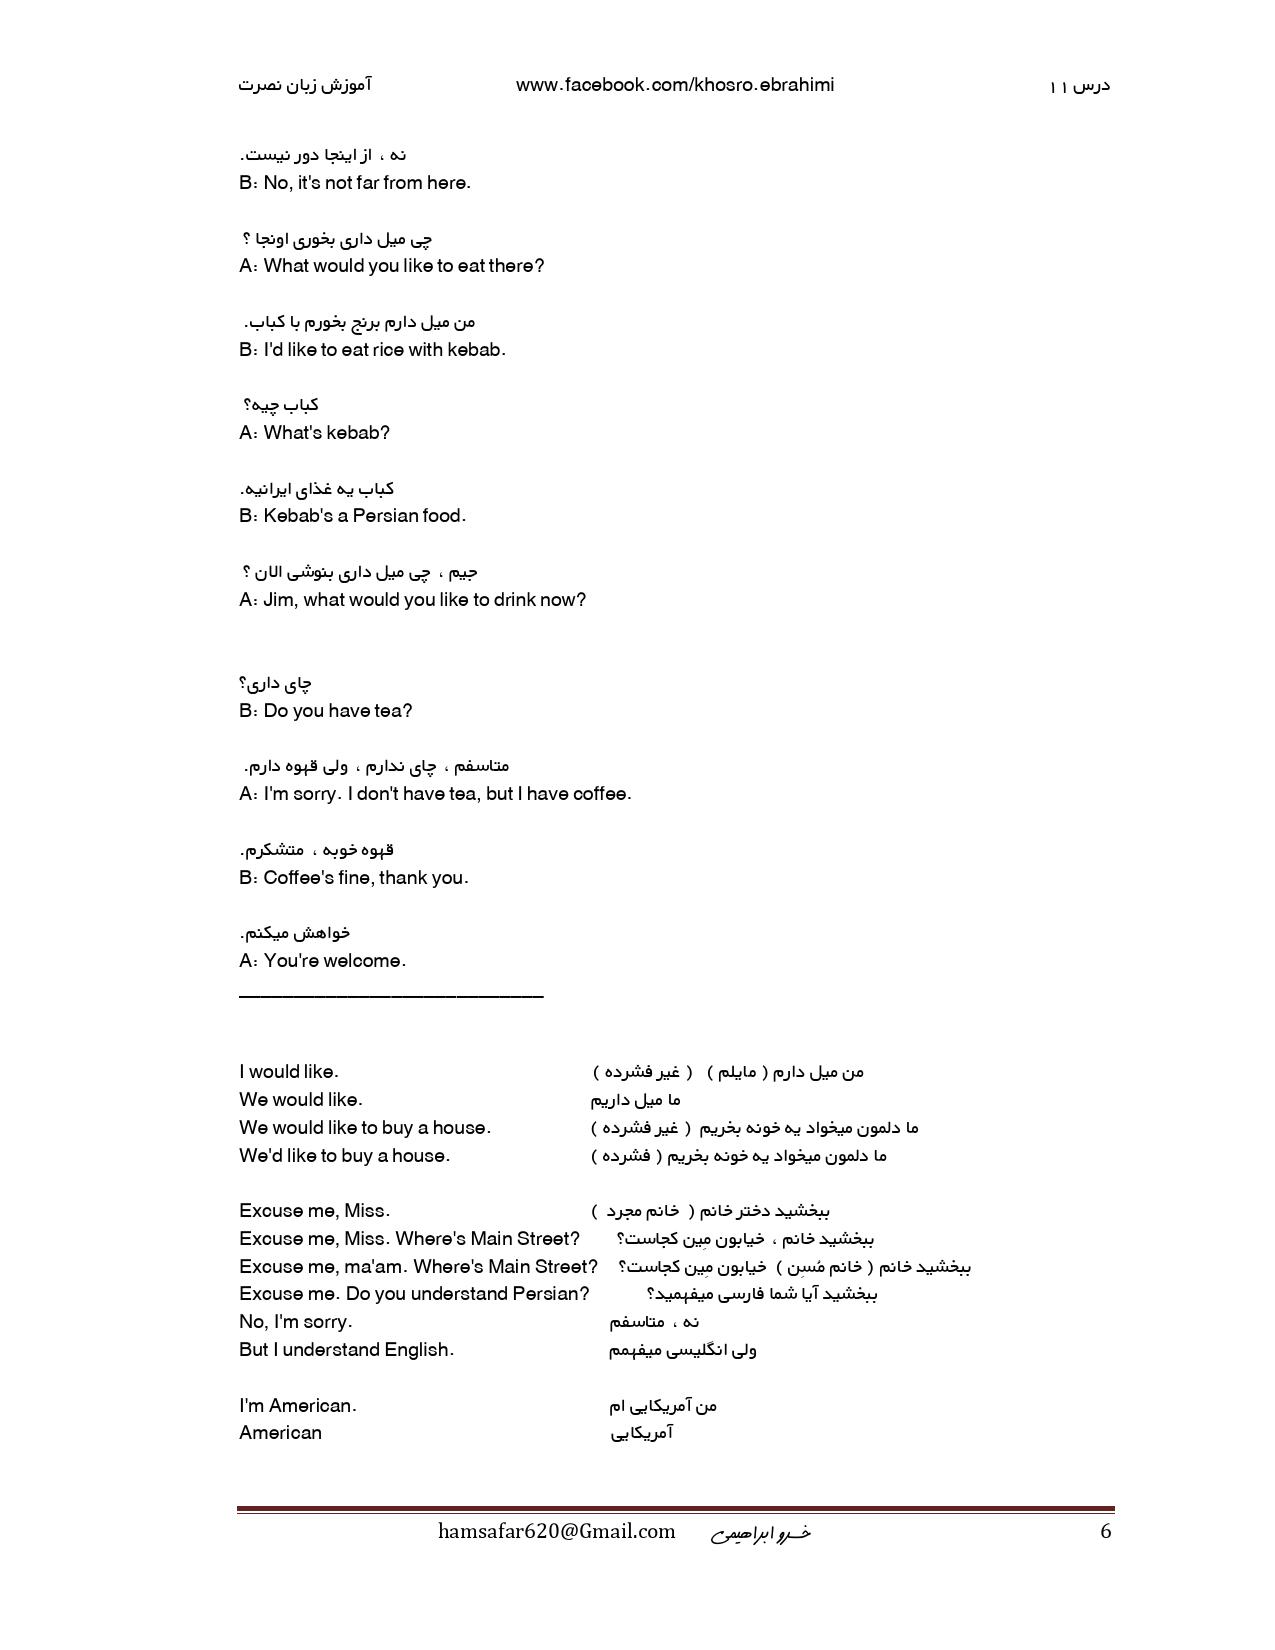 آموزش زبان نصرت www.facebook.com/khosro.ebrahimi درس ۱۱
نه ، از اینجا دور نیست.
B: No, it's not far from here.
چی میل داری بخوری اونجا ؟
A: What would you like to eat there?
من میل دارم برنج بخورم با کباب.
B: I'd like to eat rice with kebab.
کباب چیه؟
A: What's kebab?
کباب یه غذای ایرانیه.
B: Kebab's a Persian food.
جیم ، چی میل داری بنوشی الان ؟
A: Jim, what would you like to drink now?
چای داری؟
B: Do you have tea?
متاسفم ، چای ندارم ، ولی قهوه دارم.
A: I'm sorry. I don't have tea, but I have coffee.
قهوه خوبه ، متشکرم.
B: Coffee's fine, thank you.
خواهش میکنم.
A: You're welcome.
I would like. من میل دارم ( مایلم ) ( غیر فشرده )
We would like. ما میل داریم
We would like to buy a house. ما دلمون میخواد یه خونه بخریم ( غیر فشرده )
We'd like to buy a house. ما دلمون میخواد یه خونه بخریم ( فشرده )
Excuse me, Miss. ببخشید دختر خانم ( خانم مجرد )
Excuse me, Miss. Where's Main Street? ببخشید خانم ، خیابون مِین کجاست؟
Excuse me, ma'am. Where's Main Street? ببخشید خانم ( خانم مُسِن ) خیابون مِین کجاست؟
Excuse me. Do you understand Persian? ببخشید آیا شما فارسی میفهمید؟
No, I'm sorry. نه ، متاسفم
But I understand English. ولی انگلیسی میفهمم
I'm American. من آمریکایی ام
American آمریکایی
hamsafar620@Gmail.com خسرو ابراهیمی 6